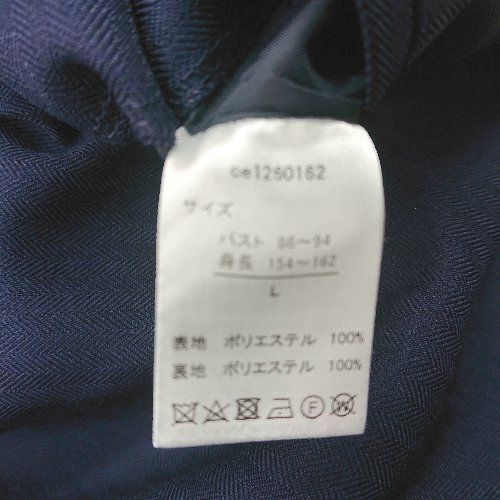 ce1260162
サイズ
バスト 86〜94
身長 154〜162
L
表地 ポリエステル 100%
裏地 ポリエステル 100%